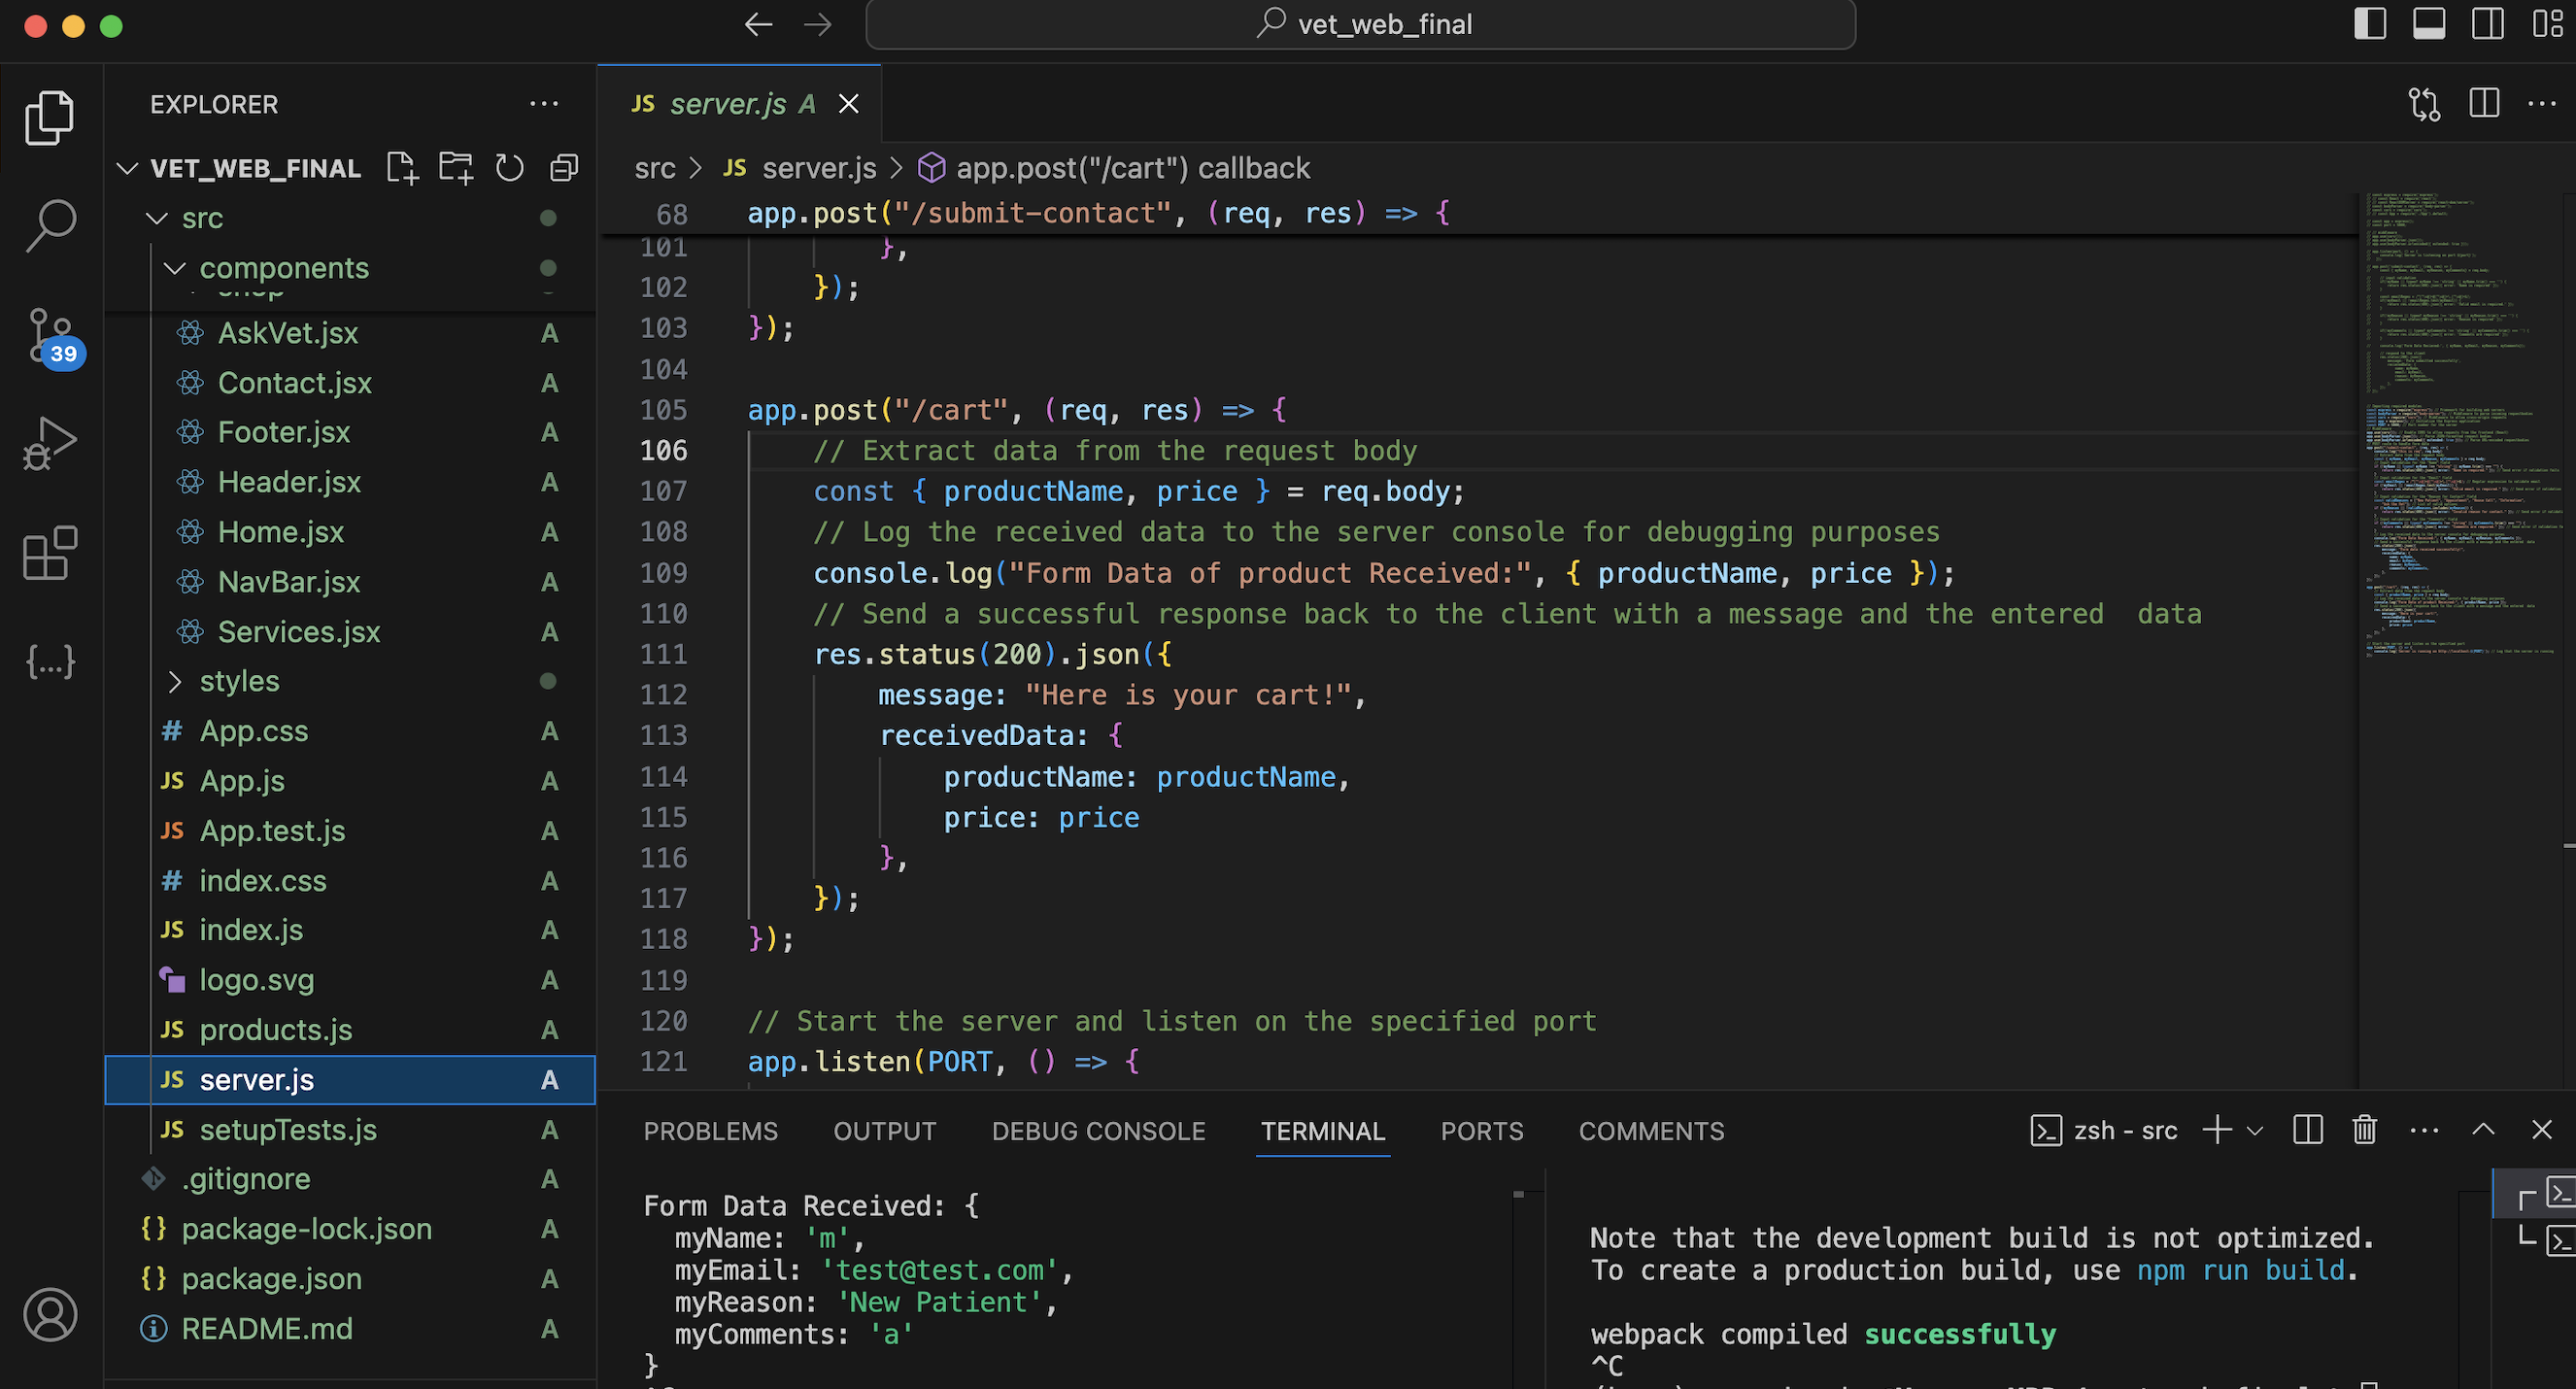 vet_web_final
EXPLORER
VET_WEB_FINAL
src
components
shop
AskVet.jsx A
Contact.jsx A
Footer.jsx A
Header.jsx A
Home.jsx A
NavBar.jsx A
Services.jsx A
styles
# App.css A
JS App.js A
JS App.test.js A
# index.css A
JS index.js A
logo.svg A
JS products.js A
JS server.js A
JS setupTests.js A
.gitignore A
{} package-lock.json A
{} package.json A
README.md A
39
{...}
JS server.js A
src > JS server.js > app.post("/cart") callback
68 app.post("/submit-contact", (req, res) => {
101 },
102 });
103 });
104
105 app.post("/cart", (req, res) => {
106 // Extract data from the request body
107 const { productName, price } = req.body;
108 // Log the received data to the server console for debugging purposes
109 console.log("Form Data of product Received:", { productName, price });
110 // Send a successful response back to the client with a message and the entered  data
111 res.status(200).json({
112 message: "Here is your cart!",
113 receivedData: {
114 productName: productName,
115 price: price
116 },
117 });
118 });
119
120 // Start the server and listen on the specified port
121 app.listen(PORT, () => {
PROBLEMS OUTPUT DEBUG CONSOLE TERMINAL PORTS COMMENTS
zsh - src
Form Data Received: {
myName: 'm',
myEmail: 'test@test.com',
myReason: 'New Patient',
myComments: 'a'
}
Note that the development build is not optimized.
To create a production build, use npm run build.
webpack compiled successfully
^C